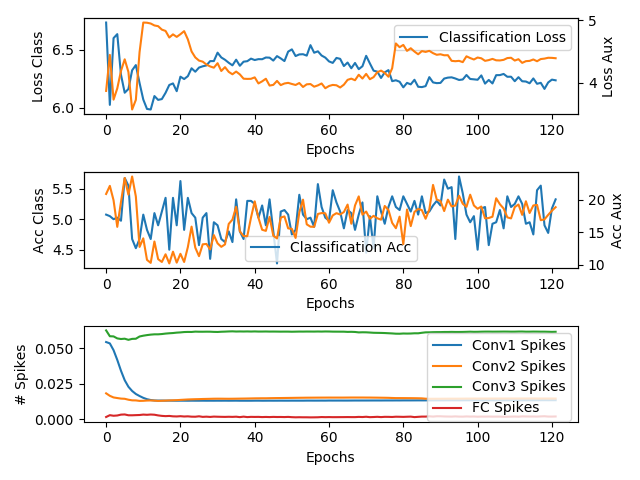 Loss Class
6.5
6.0
Classification Loss
5
4
Loss Aux
0 20 40 60 80 100 120
Epochs
Acc Class
5.5
5.0
4.5
Classification Acc
20
15
10
Acc Aux
0 20 40 60 80 100 120
Epochs
# Spikes
0.050
0.025
0.000
Conv1 Spikes
Conv2 Spikes
Conv3 Spikes
FC Spikes
0 20 40 60 80 100 120
Epochs